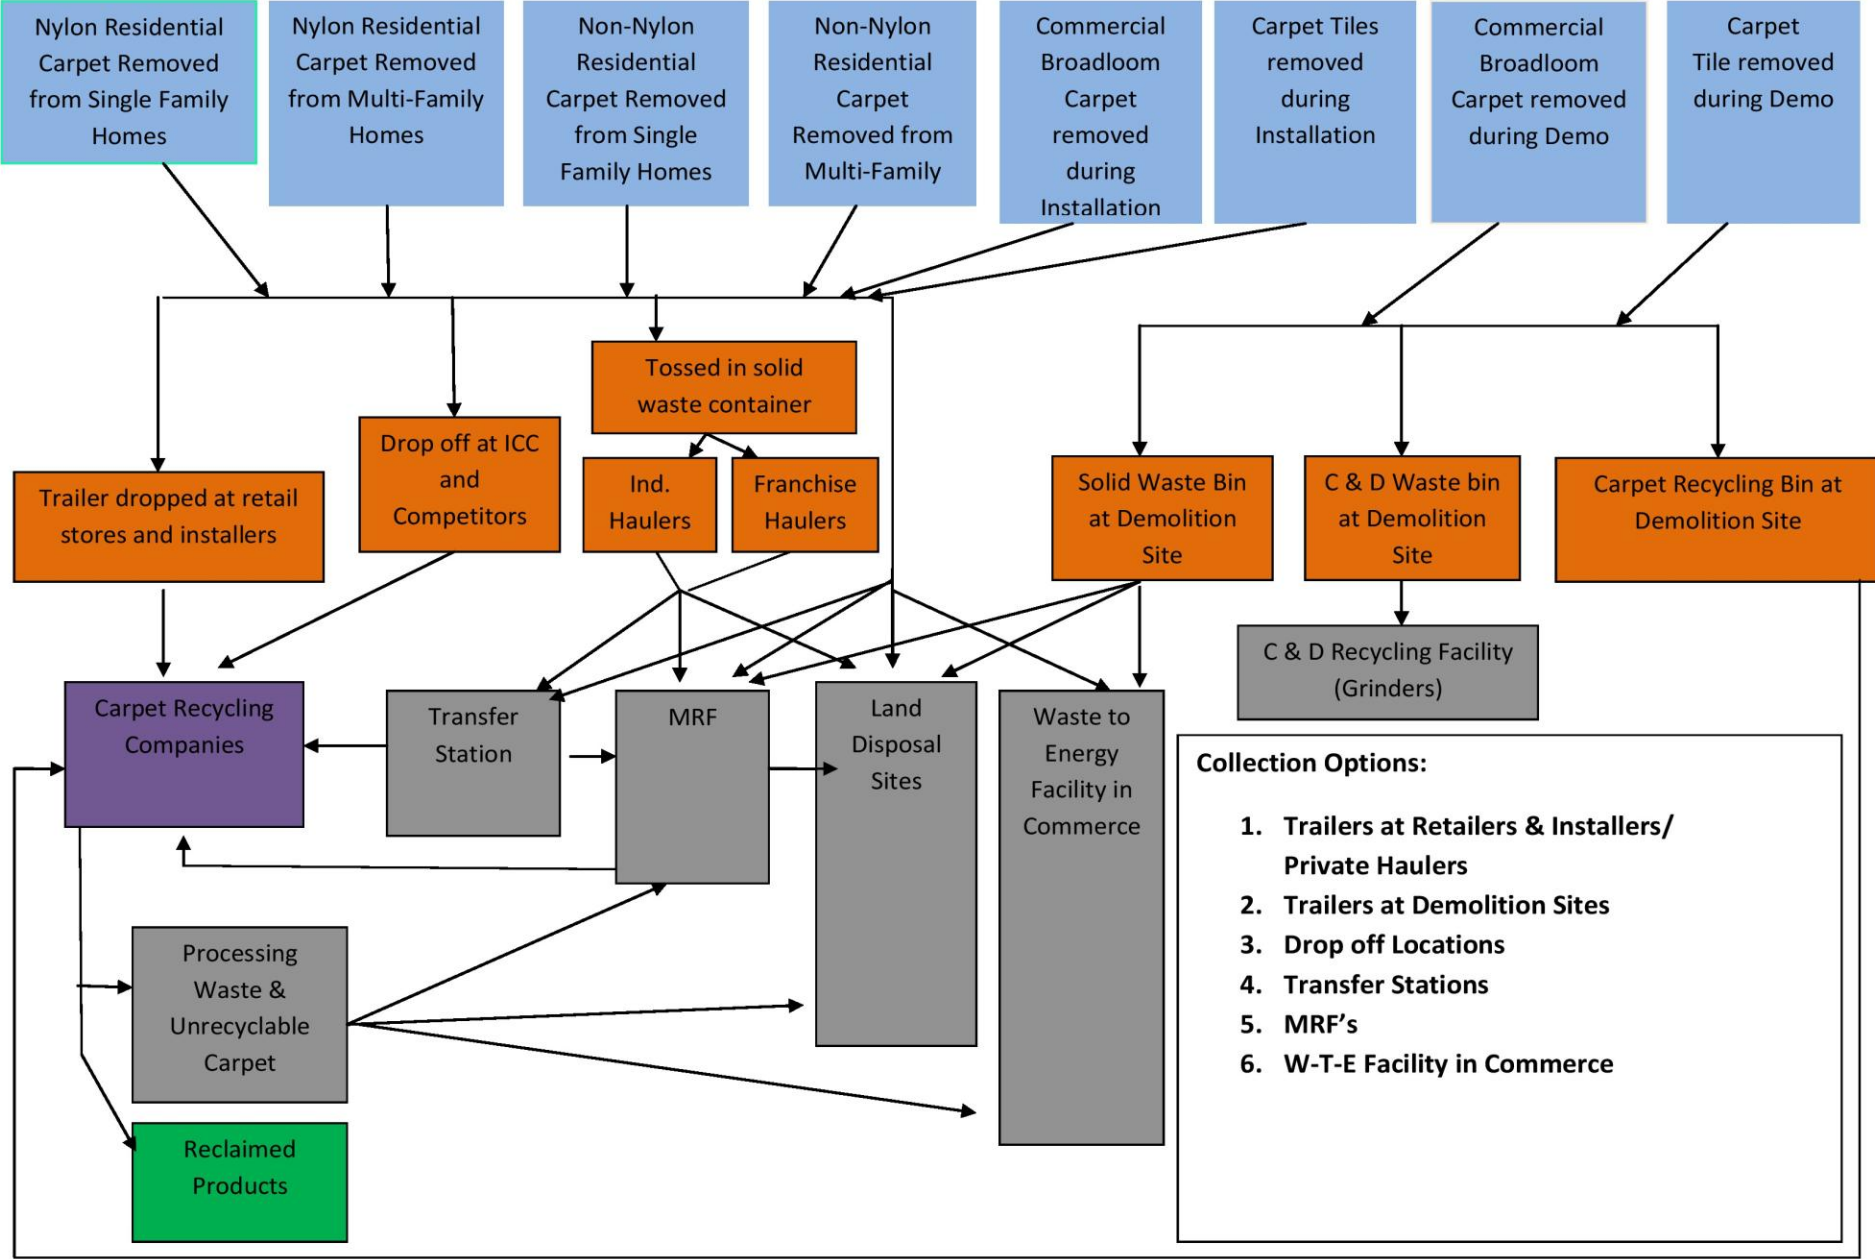 Nylon Residential
Carpet Removed
from Single Family
Homes
Nylon Residential
Carpet Removed
from Multi-Family
Homes
Non-Nylon
Residential
Carpet Removed
from Single
Family Homes
Non-Nylon
Residential
Carpet
Removed from
Multi-Family
Commercial
Broadloom
Carpet
removed
during
Installation
Carpet Tiles
removed
during
Installation
Commercial
Broadloom
Carpet removed
during Demo
Carpet
Tile removed
during Demo
Tossed in solid
waste container
Drop off at ICC
and
Competitors
Trailer dropped at retail
stores and installers
Ind.
Haulers
Franchise
Haulers
Solid Waste Bin
at Demolition
Site
C & D Waste bin
at Demolition
Site
Carpet Recycling Bin at
Demolition Site
C & D Recycling Facility
(Grinders)
Carpet Recycling
Companies
Transfer
Station
MRF
Land
Disposal
Sites
Waste to
Energy
Facility in
Commerce
Processing
Waste &
Unrecyclable
Carpet
Reclaimed
Products
Collection Options:
1. Trailers at Retailers & Installers/
Private Haulers
2. Trailers at Demolition Sites
3. Drop off Locations
4. Transfer Stations
5. MRF’s
6. W-T-E Facility in Commerce